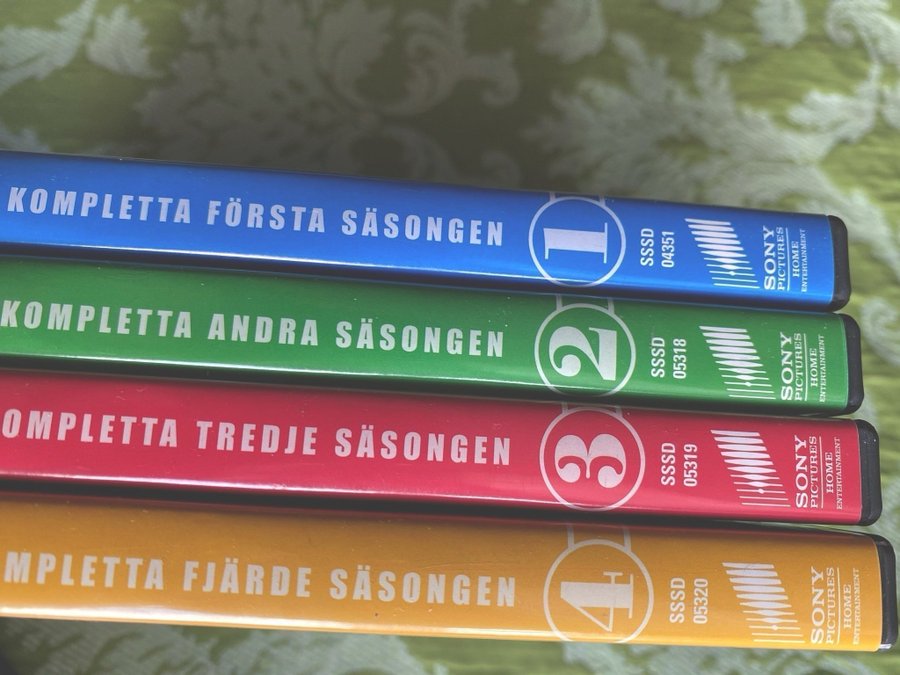 KOMPLETTA FÖRSTA SÄSONGEN
1
SSSD
04351
SONY
PICTURES
HOME
ENTERTAINMENT
KOMPLETTA ANDRA SÄSONGEN
2
SSSD
05318
SONY
PICTURES
HOME
ENTERTAINMENT
OMPLETTA TREDJE SÄSONGEN
3
SSSD
05319
SONY
PICTURES
HOME
ENTERTAINMENT
MPLETTA FJÄRDE SÄSONGEN
4
SSSD
05320
SONY
PICTURES
HOME
ENTERTAINMENT